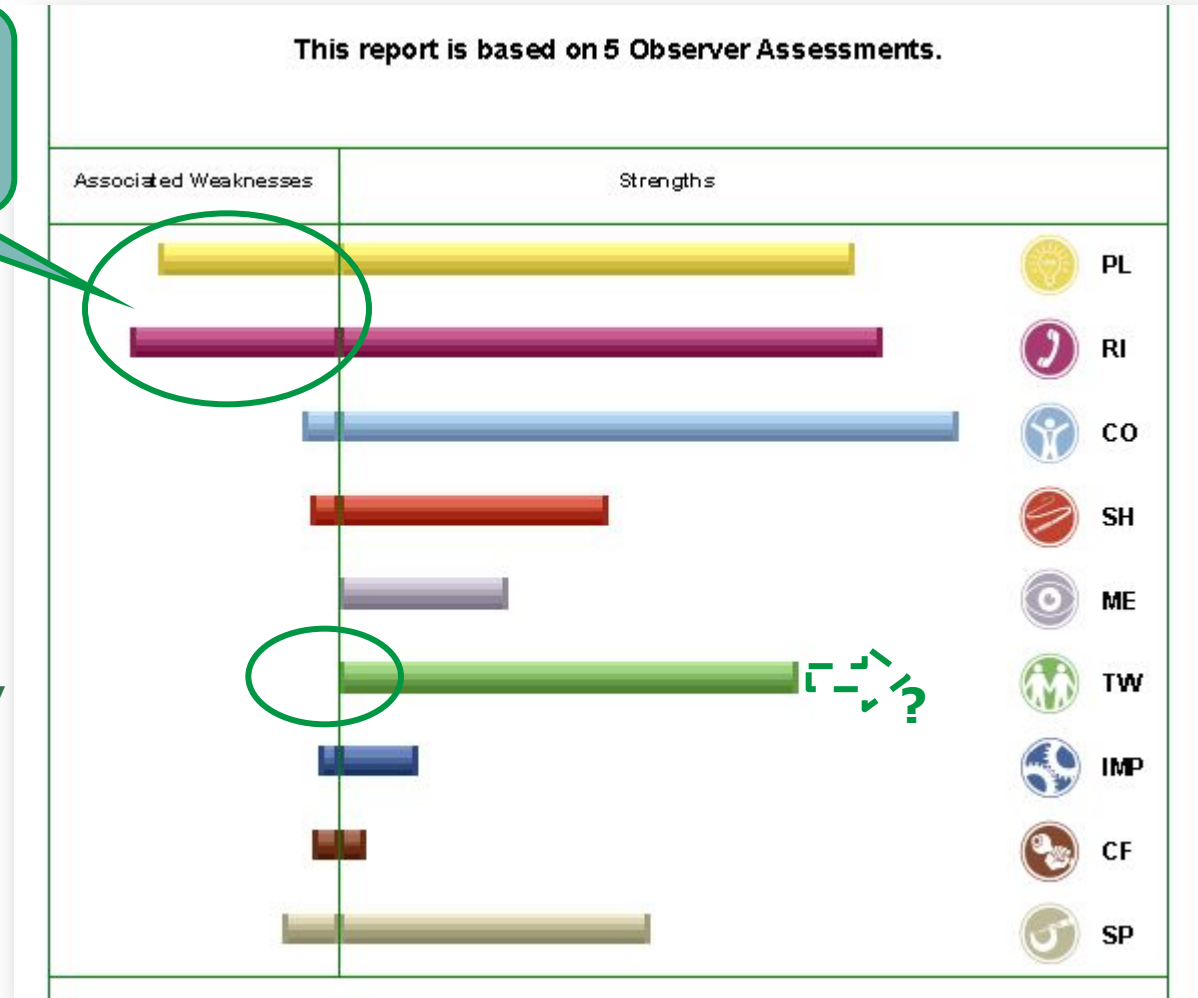 This report is based on 5 Observer Assessments.
Associated Weaknesses
Strengths
PL
RI
CO
SH
ME
TW
?
IMP
CF
SP